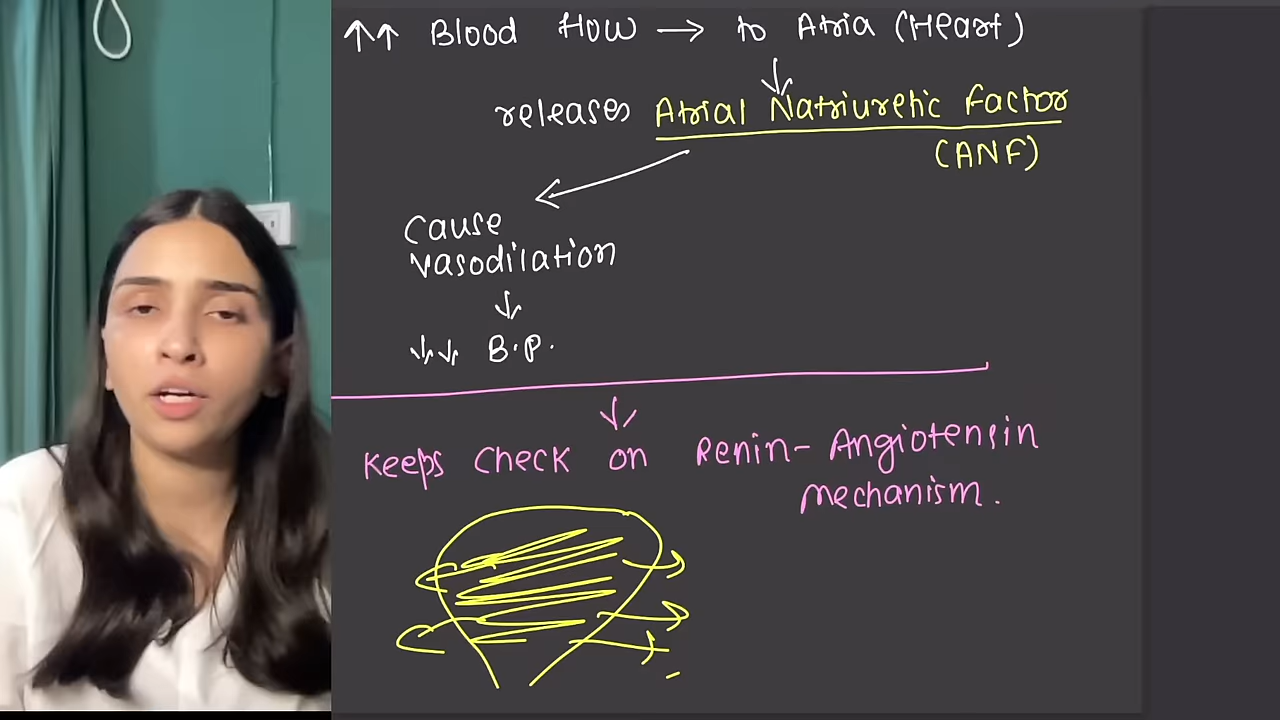 ↑↑ Blood flow → to Atria (Heart)
↓
releases Atrial Natriuretic Factor
(ANF)
Cause
vasodilation
↓
↓↓ B.P.
↓
Keeps check on Renin-Angiotensin
mechanism.